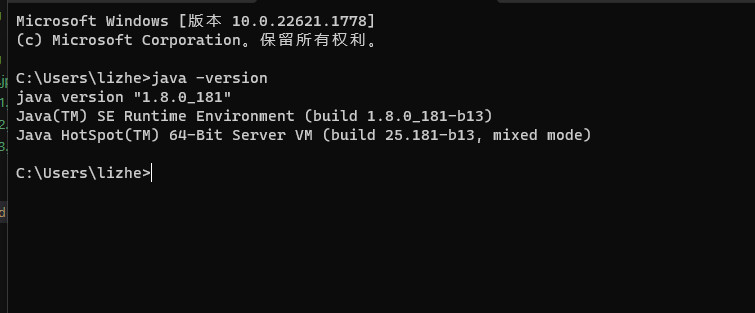 Microsoft Windows [版本 10.0.22621.1778]
(c) Microsoft Corporation。保留所有权利。
C:\Users\lizhe>java -version
java version "1.8.0_181"
Java(TM) SE Runtime Environment (build 1.8.0_181-b13)
Java HotSpot(TM) 64-Bit Server VM (build 25.181-b13, mixed mode)
C:\Users\lizhe>